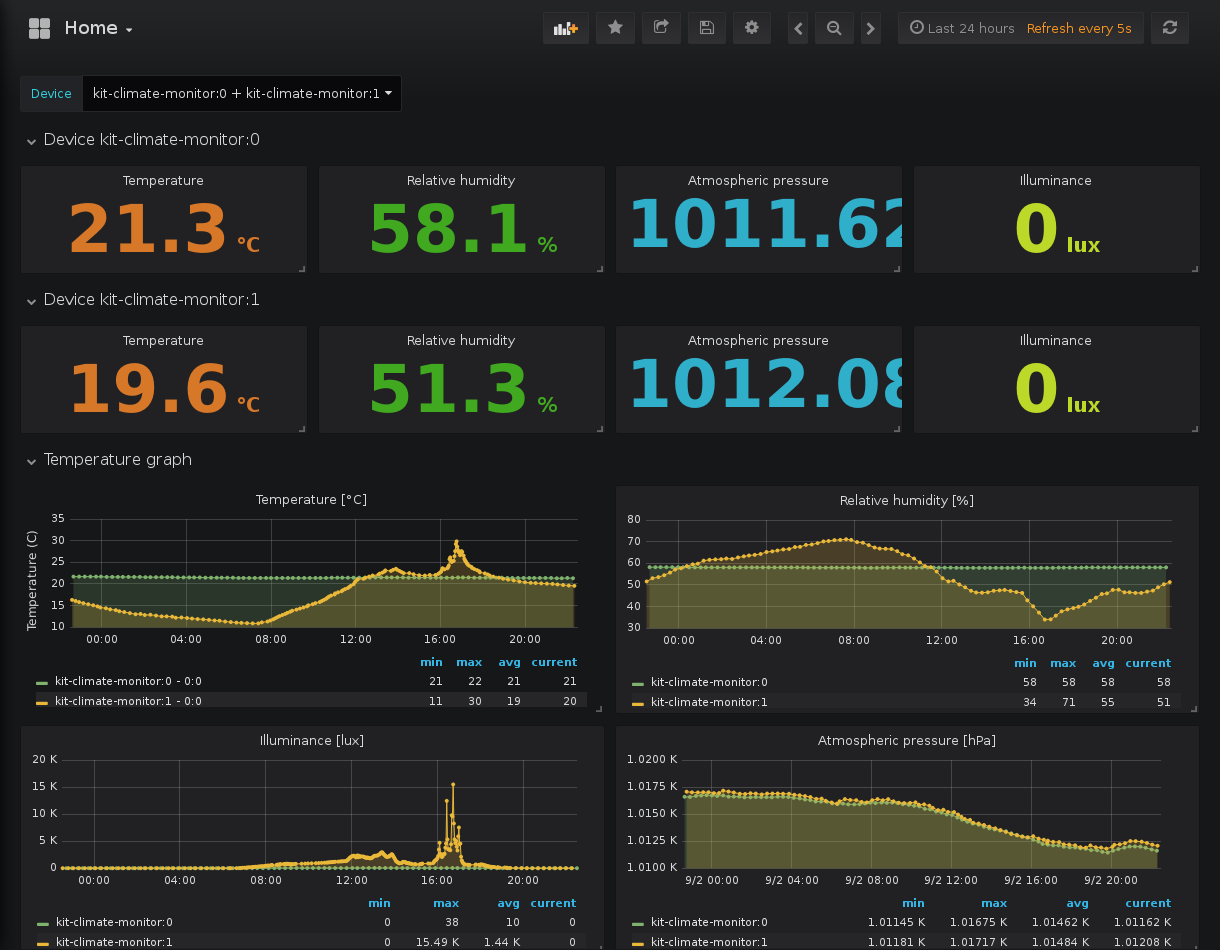 Home
Last 24 hours Refresh every 5s
Device kit-climate-monitor:0 + kit-climate-monitor:1
Device kit-climate-monitor:0
Temperature Relative humidity Atmospheric pressure Illuminance
21.3 °C 58.1 % 1011.62 0 lux
Device kit-climate-monitor:1
Temperature Relative humidity Atmospheric pressure Illuminance
19.6 °C 51.3 % 1012.08 0 lux
Temperature graph
Temperature [°C]
Temperature (C)
35
30
25
20
15
10
00:00 04:00 08:00 12:00 16:00 20:00
min max avg current
kit-climate-monitor:0 - 0:0 21 22 21 21
kit-climate-monitor:1 - 0:0 11 30 19 20
Relative humidity [%]
80
70
60
50
40
30
00:00 04:00 08:00 12:00 16:00 20:00
min max avg current
kit-climate-monitor:0 58 58 58 58
kit-climate-monitor:1 34 71 55 51
Illuminance [lux]
20 K
15 K
10 K
5 K
0
00:00 04:00 08:00 12:00 16:00 20:00
min max avg current
kit-climate-monitor:0 0 38 10 0
kit-climate-monitor:1 0 15.49 K 1.44 K 0
Atmospheric pressure [hPa]
1.0200 K
1.0175 K
1.0150 K
1.0125 K
1.0100 K
9/2 00:00 9/2 04:00 9/2 08:00 9/2 12:00 9/2 16:00 9/2 20:00
min max avg current
kit-climate-monitor:0 1.01145 K 1.01675 K 1.01462 K 1.01162 K
kit-climate-monitor:1 1.01181 K 1.01717 K 1.01484 K 1.01208 K